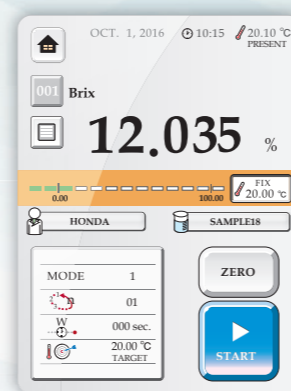 OCT. 1, 2016 10:15 20.10 °C
PRESENT
001 Brix
12.035 %
0.00 100.00
FIX
20.00 °C
HONDA SAMPLE18
MODE 1
01
W 000 sec.
20.00 °C
TARGET
ZERO
START